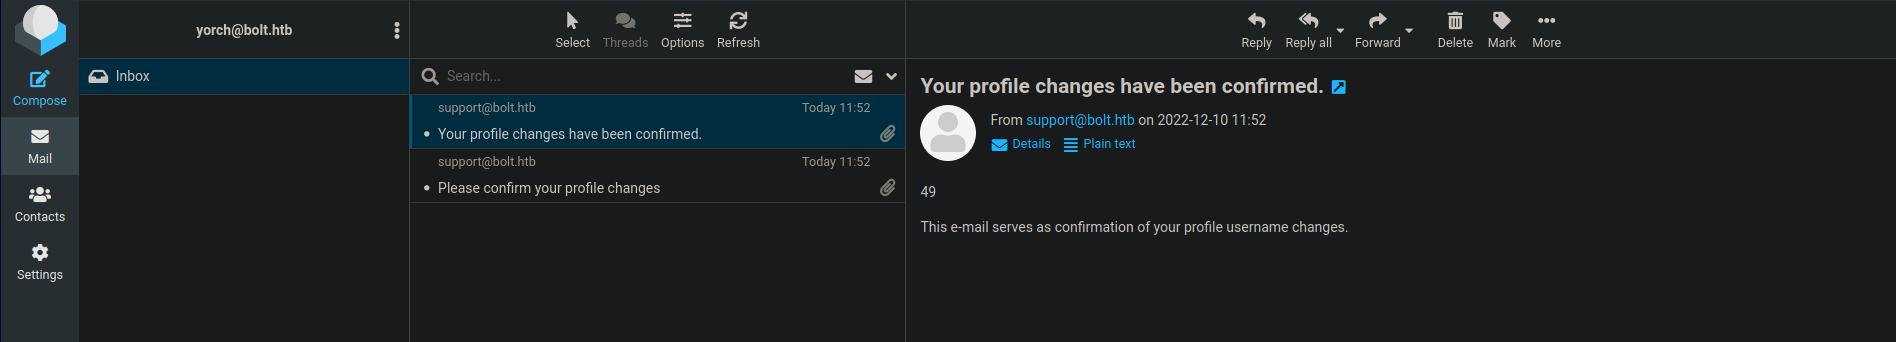 yorch@bolt.htb
Select
Threads
Options
Refresh
Reply
Reply all
Forward
Delete
Mark
More
Compose
Mail
Contacts
Settings
Inbox
Search...
support@bolt.htb Today 11:52
Your profile changes have been confirmed.
support@bolt.htb Today 11:52
Please confirm your profile changes
Your profile changes have been confirmed.
From support@bolt.htb on 2022-12-10 11:52
Details Plain text
49
This e-mail serves as confirmation of your profile username changes.